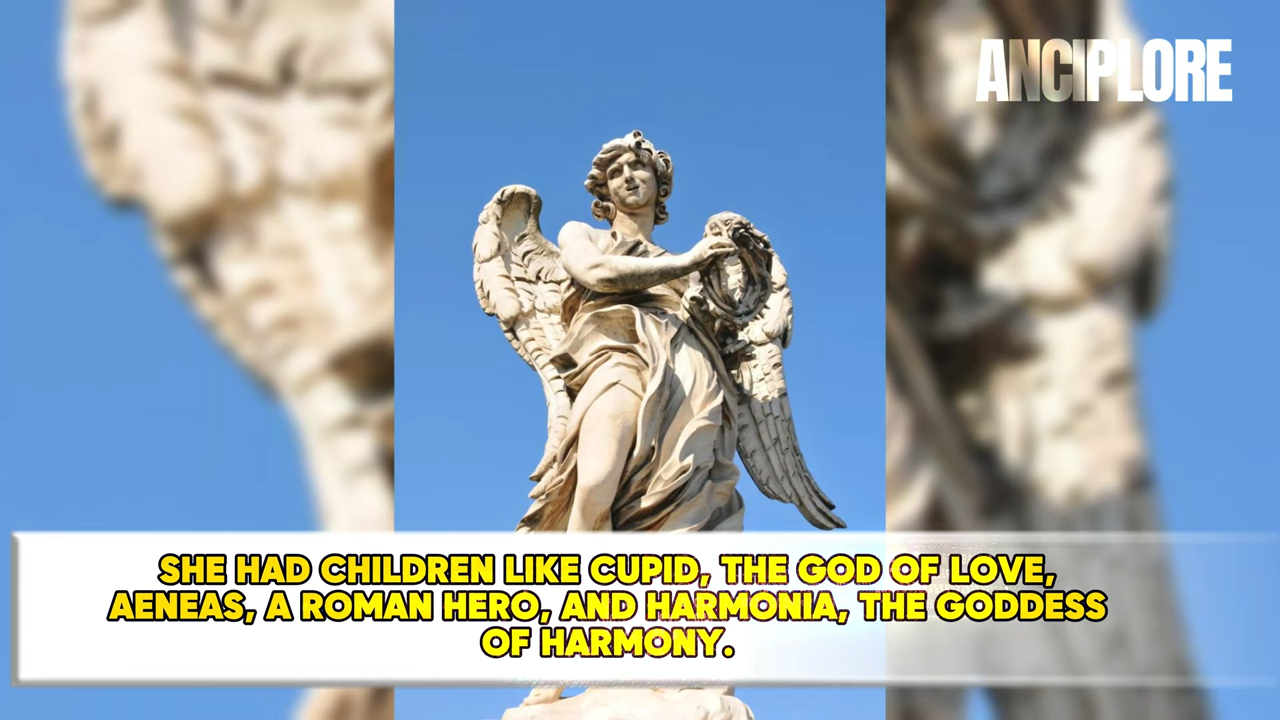 ANCIPLORE
SHE HAD CHILDREN LIKE CUPID, THE GOD OF LOVE,
AENEAS, A ROMAN HERO, AND HARMONIA, THE GODDESS
OF HARMONY.